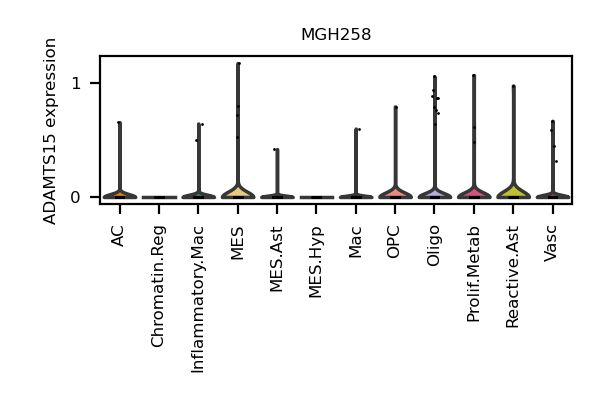 MGH258
ADAMTS15 expression
1
0
AC
Chromatin.Reg
Inflammatory.Mac
MES
MES.Ast
MES.Hyp
Mac
OPC
Oligo
Prolif.Metab
Reactive.Ast
Vasc